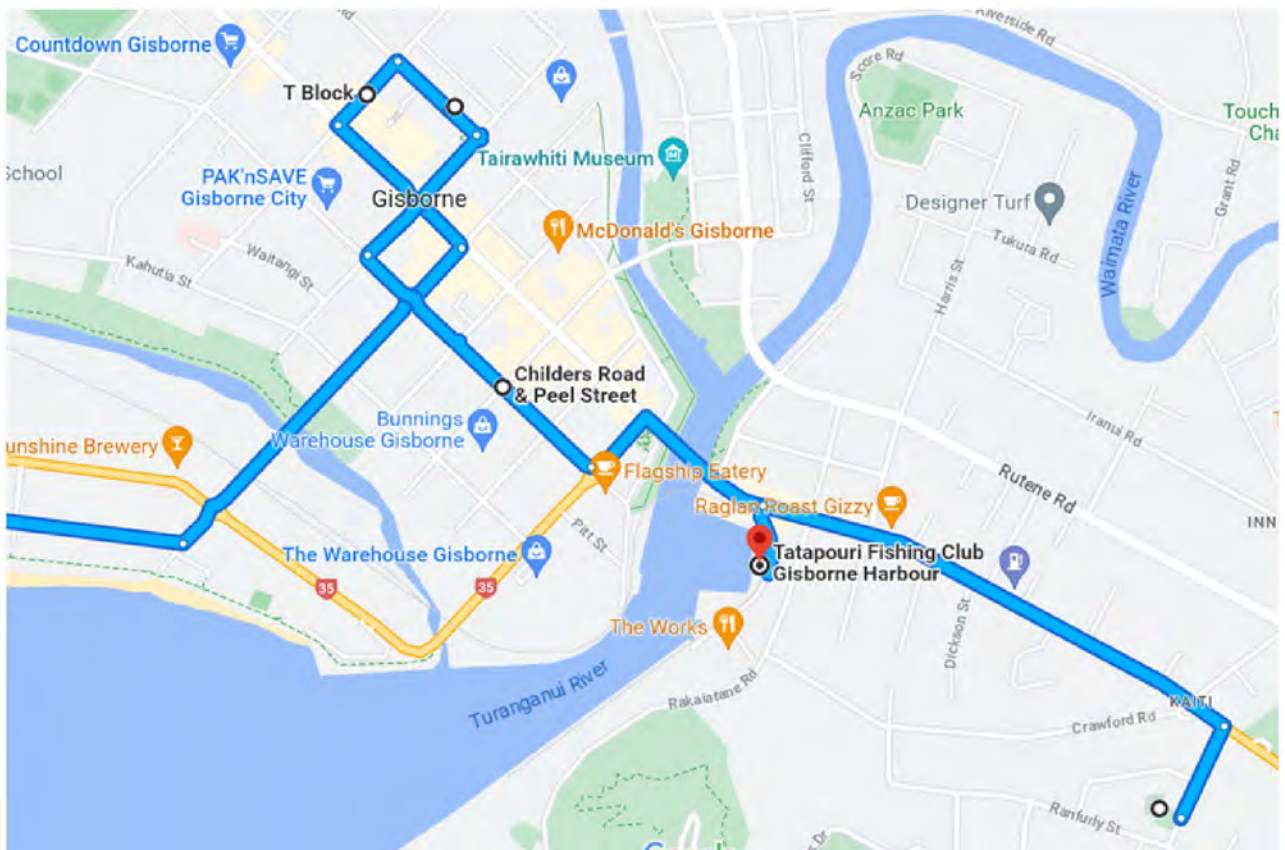 Riverside Rd
Countdown Gisborne
Score Rd
T Block
Anzac Park
Touch
Cha
Clifford St
Tairawhiti Museum
School
PAK'nSAVE
Gisborne City
Grant Rd
Gisborne
Designer Turf
McDonald's Gisborne
Tukura Rd
Waimata River
Waitangi St
Kahutia St
Harris St
Childers Road
& Peel Street
Bunnings
Warehouse Gisborne
Iranui Rd
unshine Brewery
Flagship Eatery
Rutene Rd
Raglan Roast Gizzy
INN
Pitt St
The Warehouse Gisborne
Tatapouri Fishing Club
Gisborne Harbour
35
35
The Works
Dickson St
Turanganui River
Rakaiatane Rd
KAITI
Crawford Rd
Ranfurly St
s Dr
Google